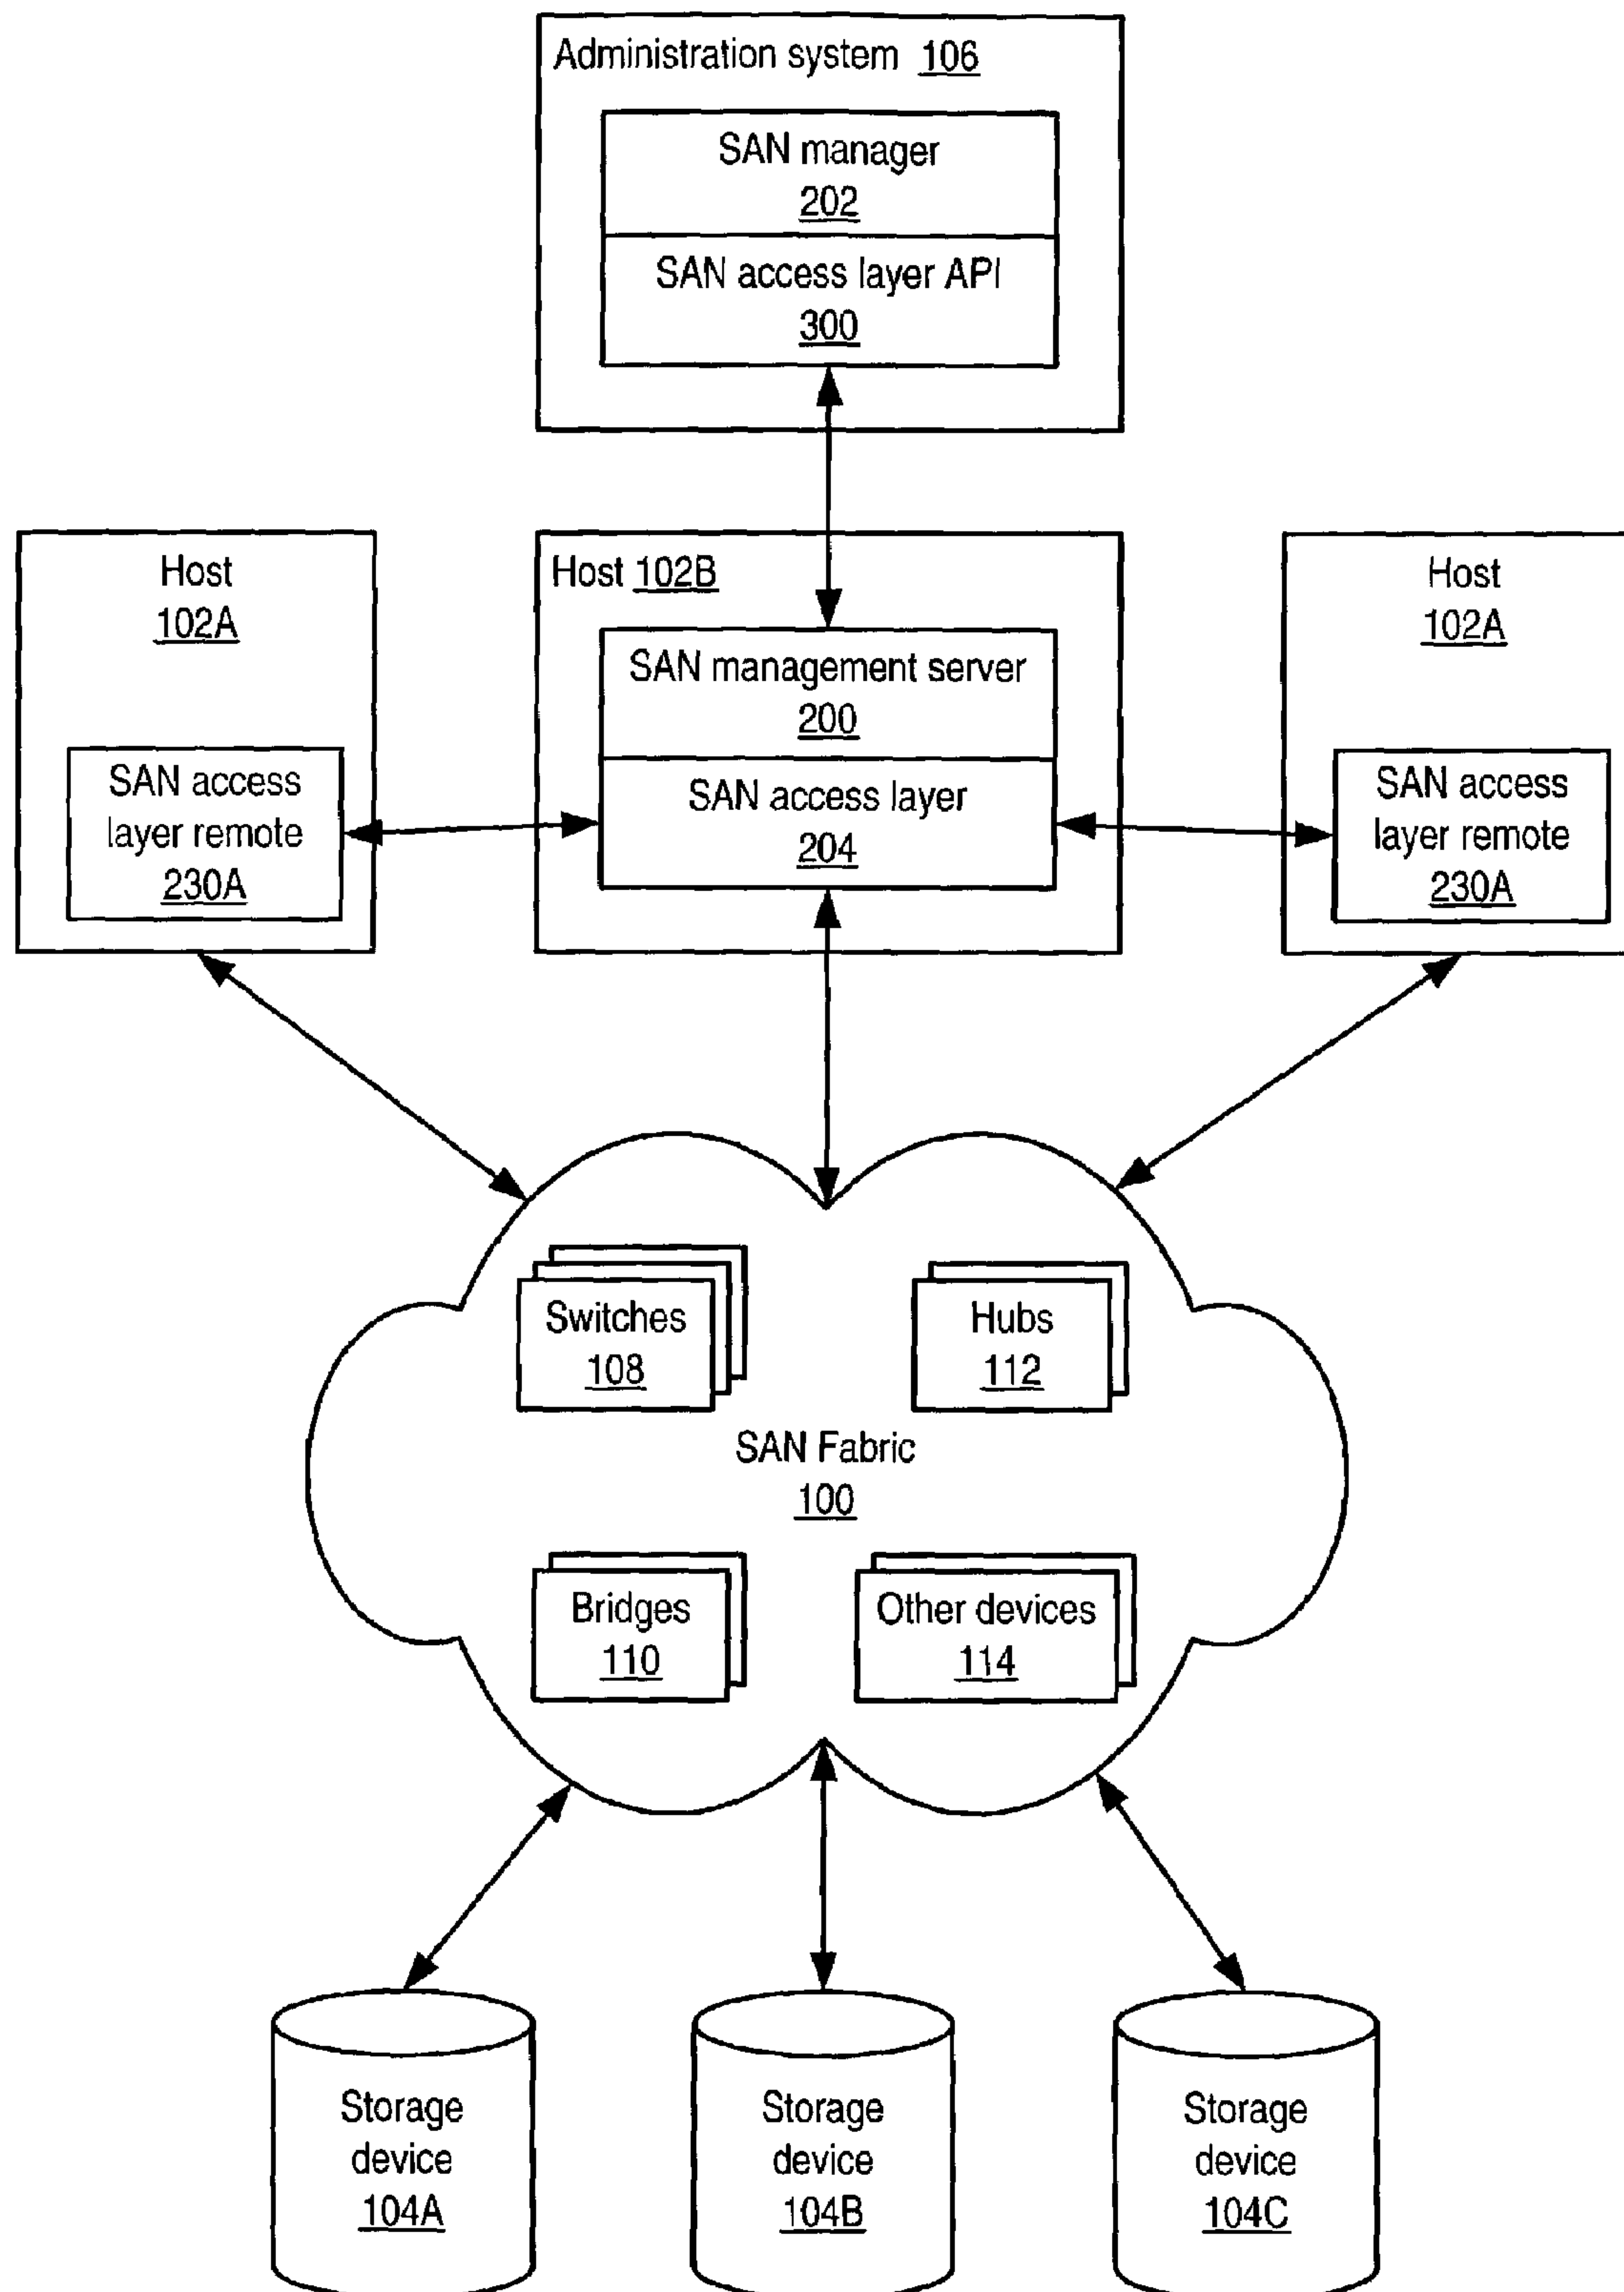 Administration system 106
SAN manager
202
SAN access layer API
300
Host
102A
SAN access
layer remote
230A
Host 102B
SAN management server
200
SAN access layer
204
Host
102A
SAN access
layer remote
230A
Switches
108
Hubs
112
SAN Fabric
100
Bridges
110
Other devices
114
Storage
device
104A
Storage
device
104B
Storage
device
104C